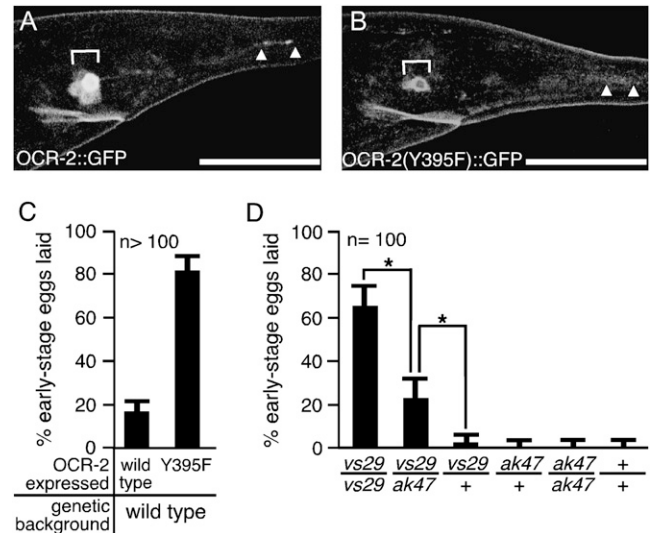 A
OCR-2::GFP
B
OCR-2(Y395F)::GFP
C
% early-stage eggs laid
100
80
60
40
20
0
n> 100
OCR-2 expressed
wild type
Y395F
genetic background
wild type
D
% early-stage eggs laid
100
80
60
40
20
0
n= 100
*
*
vs29 vs29 vs29 ak47 ak47 +
vs29 ak47 + + ak47 +